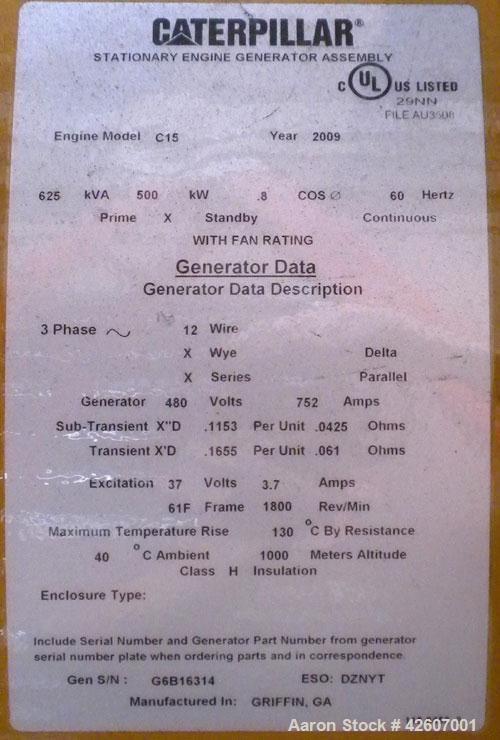 CATERPILLAR®
STATIONARY ENGINE GENERATOR ASSEMBLY
C UL US LISTED
29NN
FILE AU3508
Engine Model C15 Year 2009
625 kVA 500 kW .8 COS Ø 60 Hertz
Prime X Standby Continuous
WITH FAN RATING
Generator Data
Generator Data Description
3 Phase ~ 12 Wire
X Wye Delta
X Series Parallel
Generator 480 Volts 752 Amps
Sub-Transient X"D .1153 Per Unit .0425 Ohms
Transient X'D .1655 Per Unit .061 Ohms
Excitation 37 Volts 3.7 Amps
61F Frame 1800 Rev/Min
Maximum Temperature Rise 130 °C By Resistance
40 °C Ambient 1000 Meters Altitude
Class H Insulation
Enclosure Type:
Include Serial Number and Generator Part Number from generator
serial number plate when ordering parts and in correspondence.
Gen S/N : G6B16314 ESO: DZNYT
Manufactured In: GRIFFIN, GA
Aaron Stock # 42607001